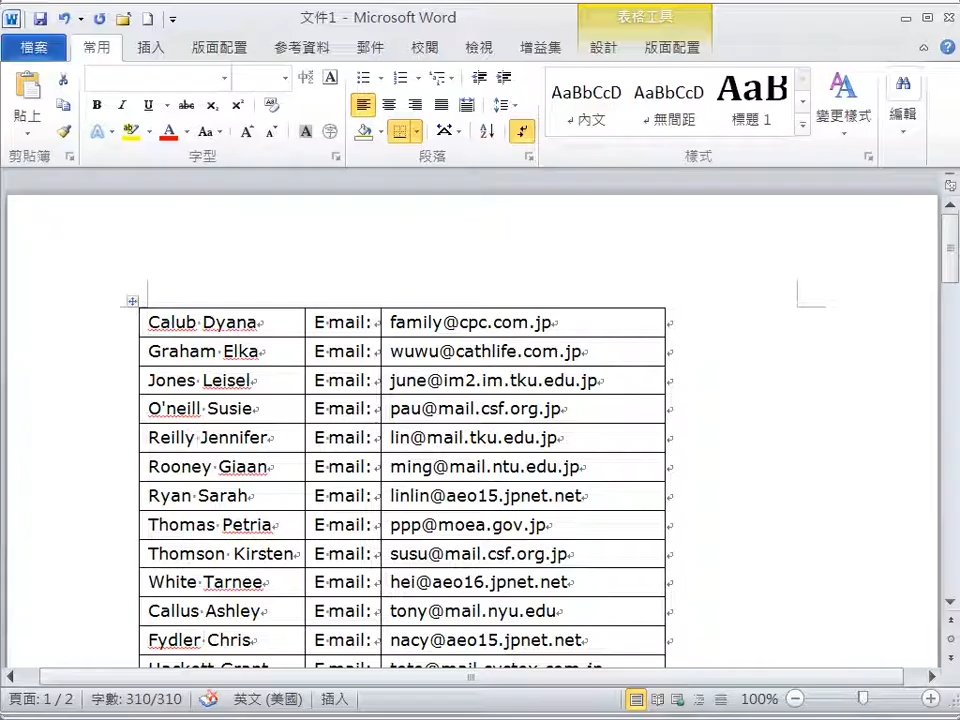 文件1 - Microsoft Word
表格工具
檔案 常用 插入 版面配置 參考資料 郵件 校閱 檢視 增益集 設計 版面配置
貼上
剪貼簿
B I U abc X₂ X² Aa A A
字型
段落
AaBbCcD AaBbCcD AaB
內文 無間距 標題 1
變更樣式
樣式
編輯
Calub Dyana E-mail: family@cpc.com.jp
Graham Elka E-mail: wuwu@cathlife.com.jp
Jones Leisel E-mail: june@im2.im.tku.edu.jp
O'neill Susie E-mail: pau@mail.csf.org.jp
Reilly Jennifer E-mail: lin@mail.tku.edu.jp
Rooney Giaan E-mail: ming@mail.ntu.edu.jp
Ryan Sarah E-mail: linlin@aeo15.jpnet.net
Thomas Petria E-mail: ppp@moea.gov.jp
Thomson Kirsten E-mail: susu@mail.csf.org.jp
White Tarnee E-mail: hei@aeo16.jpnet.net
Callus Ashley E-mail: tony@mail.nyu.edu
Fydler Chris E-mail: nacy@aeo15.jpnet.net
Hackett Grant E-mail:
頁面: 1 / 2 字數: 310/310 英文 (美國) 插入 100%